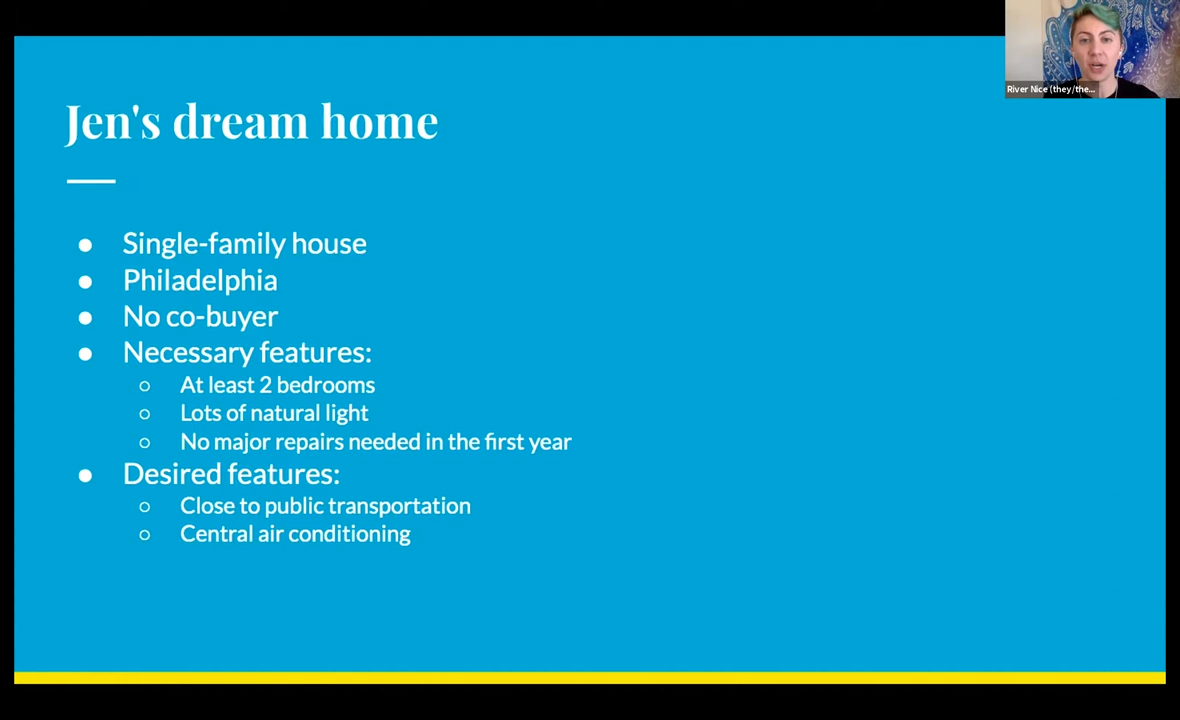 River Nice (they/the...
Jen's dream home
Single-family house
Philadelphia
No co-buyer
Necessary features:
At least 2 bedrooms
Lots of natural light
No major repairs needed in the first year
Desired features:
Close to public transportation
Central air conditioning